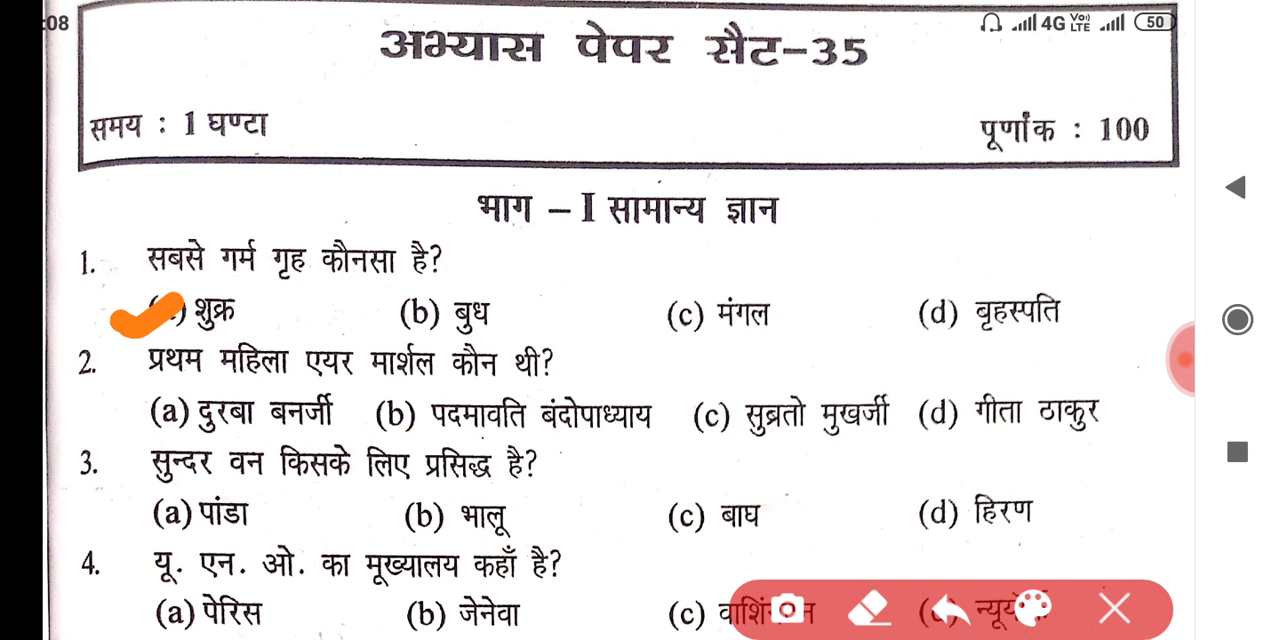 :08 4G Vo) LTE 50
अभ्यास पेपर सैट-35
समय : 1 घण्टा पूर्णांक : 100
भाग – I सामान्य ज्ञान
1. सबसे गर्म गृह कौनसा है?
शुक्र (b) बुध (c) मंगल (d) बृहस्पति
2. प्रथम महिला एयर मार्शल कौन थी?
(a) दुरबा बनर्जी (b) पदमावति बंदोपाध्याय (c) सुब्रतो मुखर्जी (d) गीता ठाकुर
3. सुन्दर वन किसके लिए प्रसिद्ध है?
(a) पांडा (b) भालू (c) बाघ (d) हिरण
4. यू. एन. ओ. का मूख्यालय कहाँ है?
(a) पेरिस (b) जेनेवा (c)